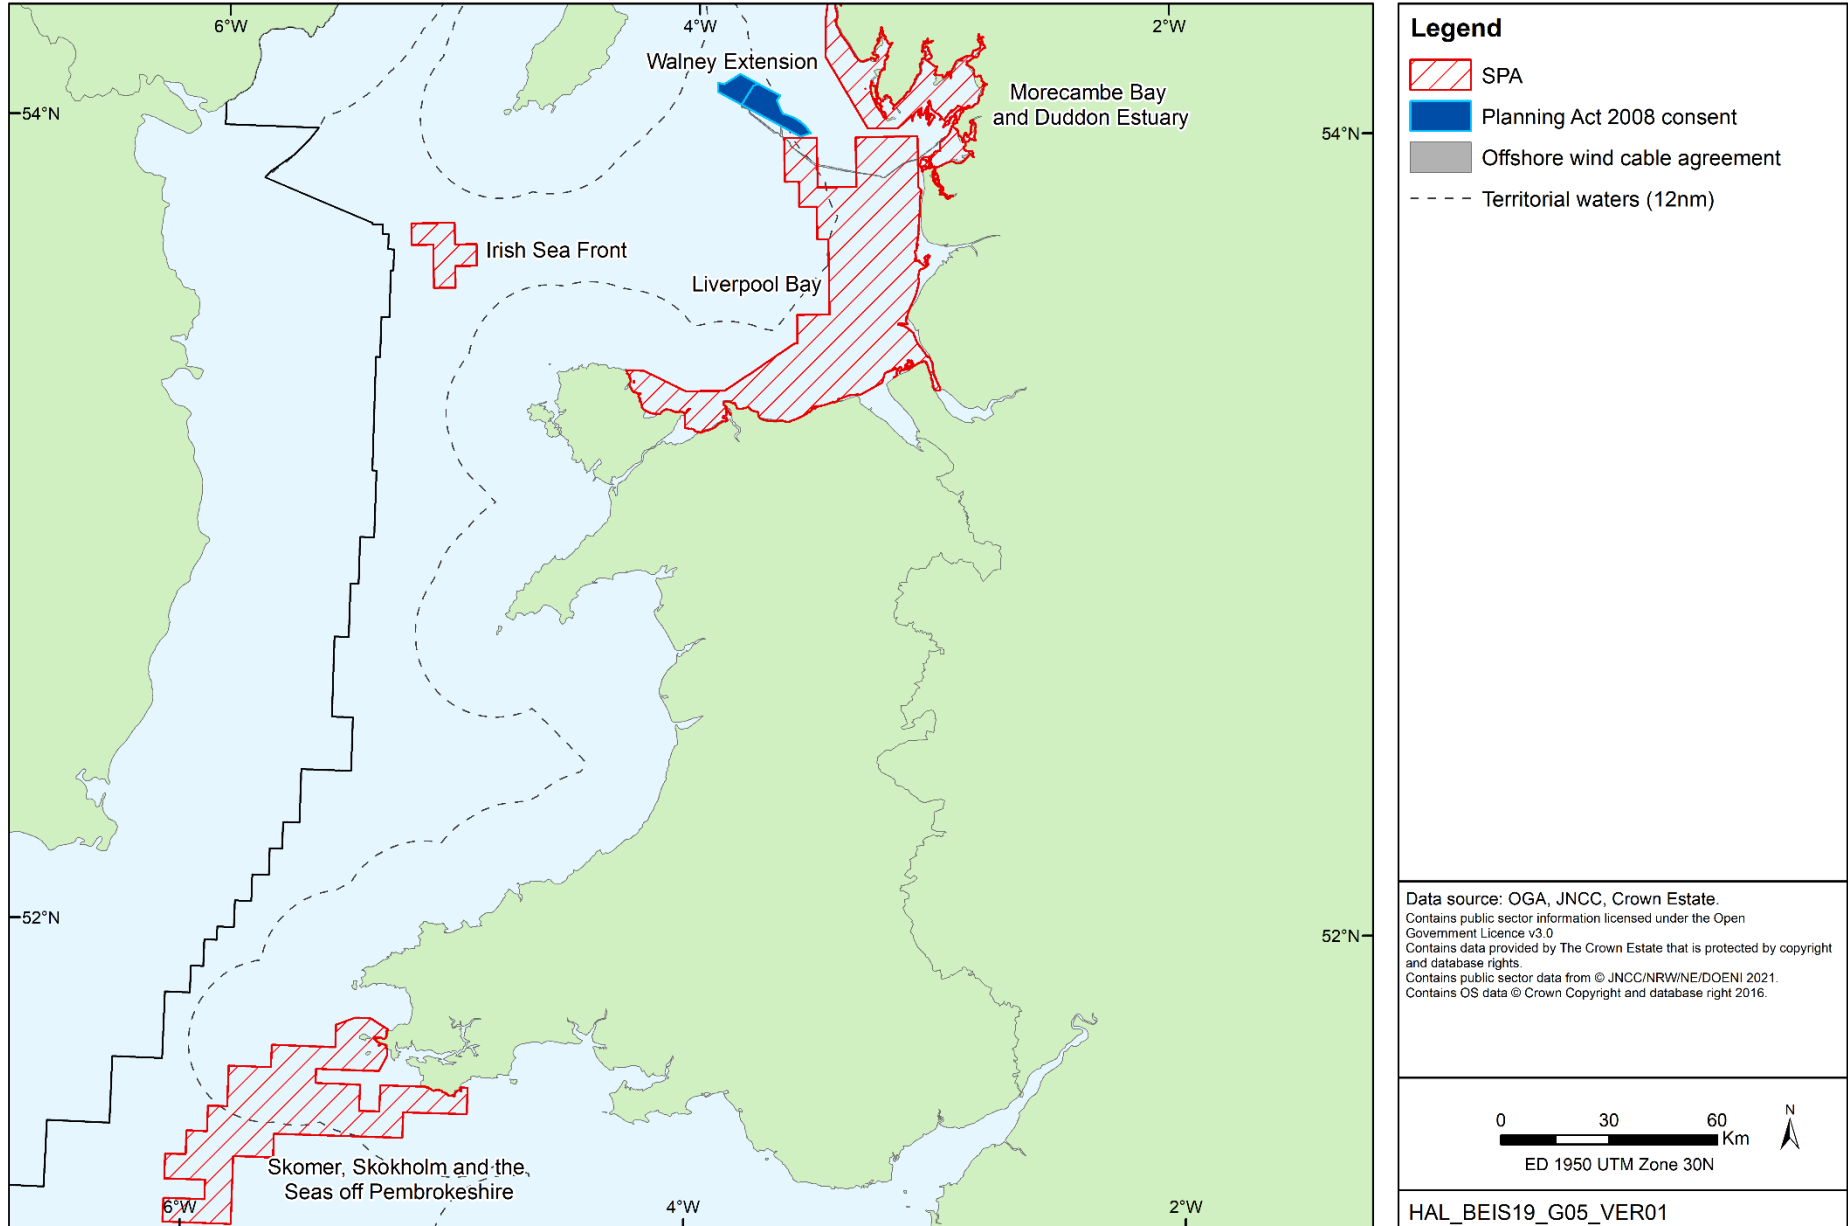 6°W
4°W
2°W
54°N
54°N
Walney Extension
Morecambe Bay
and Duddon Estuary
Irish Sea Front
Liverpool Bay
52°N
52°N
Skomer, Skokholm and the
Seas off Pembrokeshire
6°W
4°W
2°W
Legend
SPA
Planning Act 2008 consent
Offshore wind cable agreement
Territorial waters (12nm)
Data source: OGA, JNCC, Crown Estate.
Contains public sector information licensed under the Open
Government Licence v3.0
Contains data provided by The Crown Estate that is protected by copyright
and database rights.
Contains public sector data from © JNCC/NRW/NE/DOENI 2021.
Contains OS data © Crown Copyright and database right 2016.
0 30 60
Km
N
ED 1950 UTM Zone 30N
HAL_BEIS19_G05_VER01